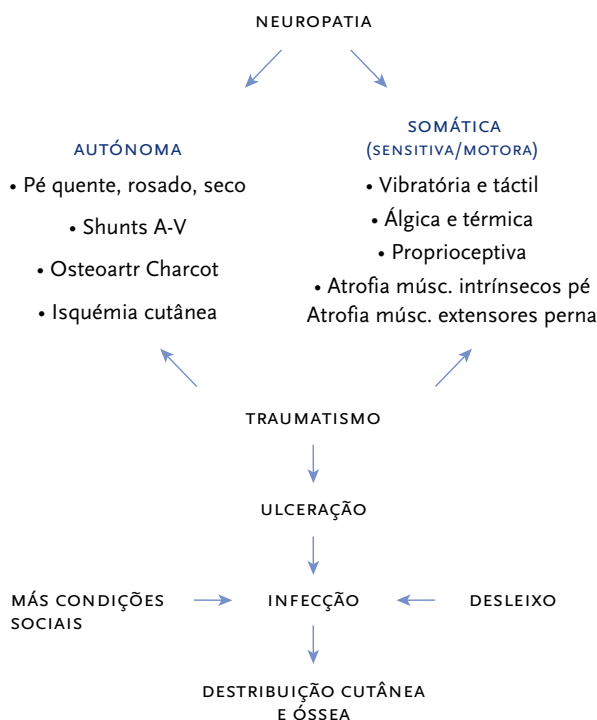 NEUROPATIA
AUTÓNOMA
• Pé quente, rosado, seco
• Shunts A-V
• Osteoartr Charcot
• Isquémia cutânea
SOMÁTICA
(SENSITIVA/MOTORA)
• Vibratória e táctil
• Álgica e térmica
• Proprioceptiva
• Atrofia músc. intrínsecos pé
Atrofia músc. extensores perna
TRAUMATISMO
ULCERAÇÃO
MÁS CONDIÇÕES
SOCIAIS
INFECÇÃO
DESLEIXO
DESTRIBUIÇÃO CUTÂNEA
E ÓSSEA